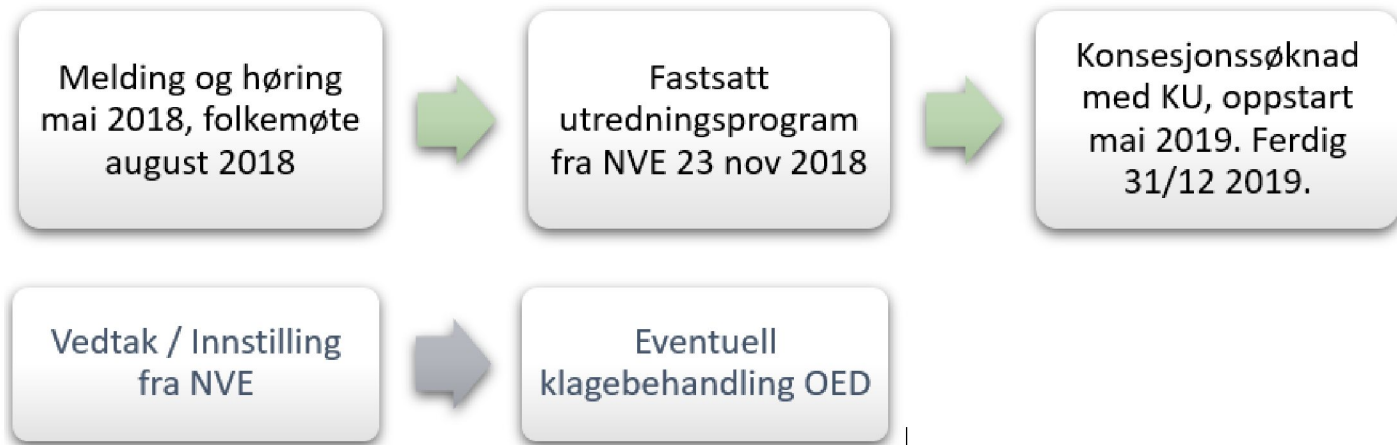 Melding og høring
mai 2018, folkemøte
august 2018
Fastsatt
utredningsprogram
fra NVE 23 nov 2018
Konsesjonssøknad
med KU, oppstart
mai 2019. Ferdig
31/12 2019.
Vedtak / Innstilling
fra NVE
Eventuell
klagebehandling OED